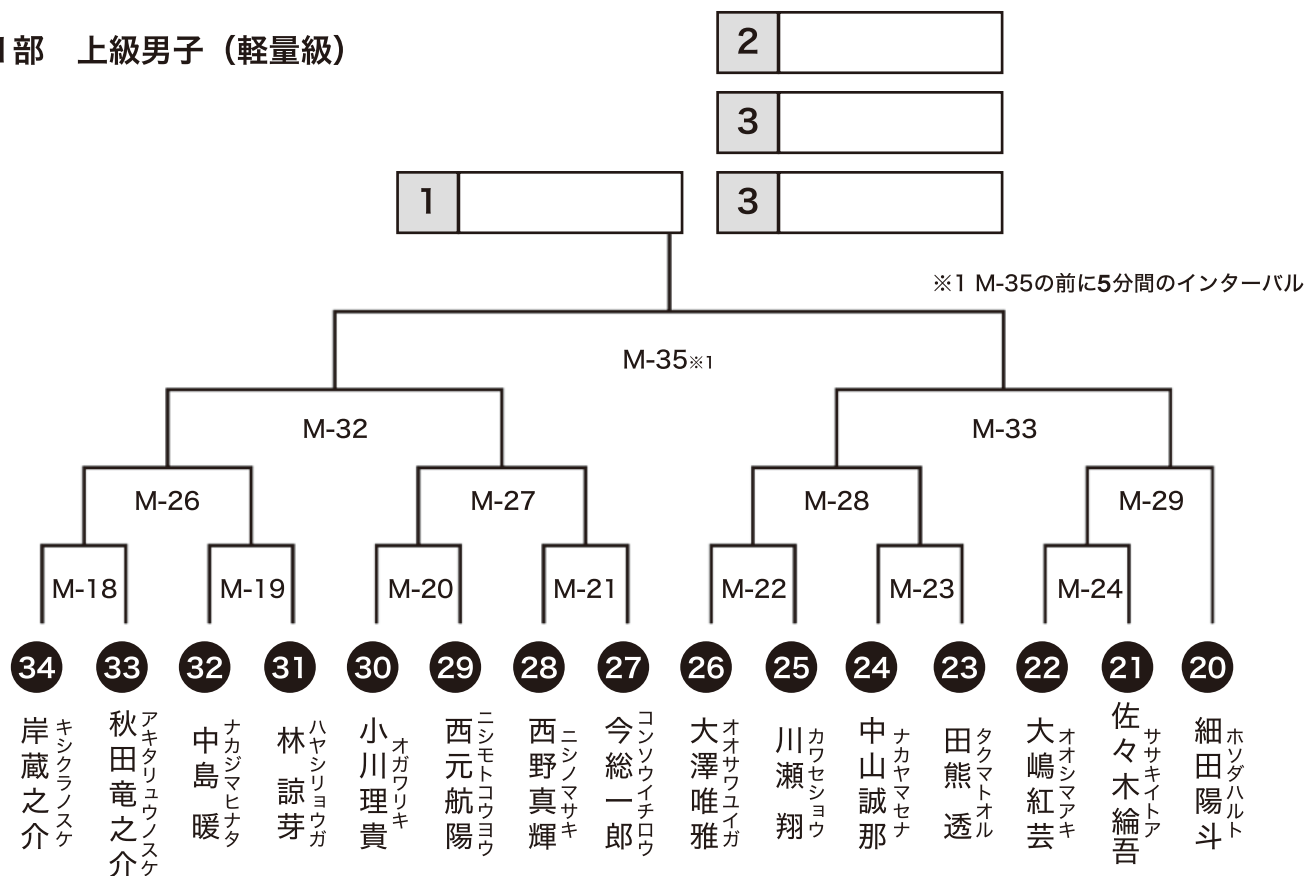 部 上級男子（軽量級）
2
3
1
3
※1 M-35の前に5分間のインターバル
M-35※1
M-32
M-33
M-26
M-27
M-28
M-29
M-18
M-19
M-20
M-21
M-22
M-23
M-24
34
33
32
31
30
29
28
27
26
25
24
23
22
21
20
岸蔵之介
キシクラノスケ
秋田竜之介
アキタリュウノスケ
中島 暖
ナカジマヒナタ
林 諒芽
ハヤシリョウガ
小川理貴
オガワリキ
西元航陽
ニシモトコウヨウ
西野真輝
ニシノマサキ
今総一郎
コンソウイチロウ
大澤唯雅
オオサワユイガ
川瀬 翔
カワセショウ
中山誠那
ナカヤマセナ
田熊 透
タクマトオル
大嶋紅芸
オオシマアキ
佐々木綸吾
ササキイトア
細田陽斗
ホソダハルト